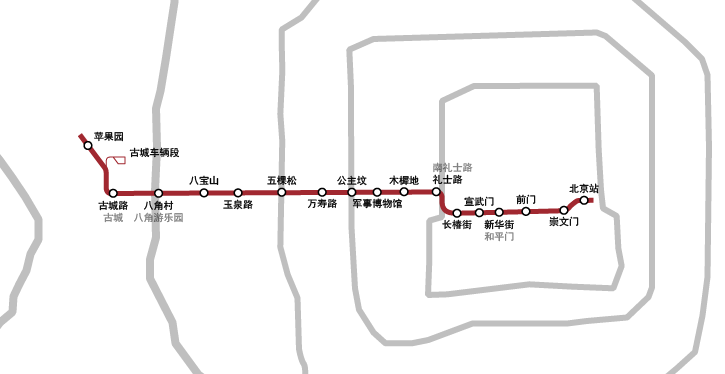 苹果园
古城车辆段
古城路
古城
八角村
八角游乐园
八宝山
玉泉路
五棵松
万寿路
公主坟
军事博物馆
木樨地
南礼士路
礼士路
长椿街
宣武门
新华街
和平门
前门
崇文门
北京站